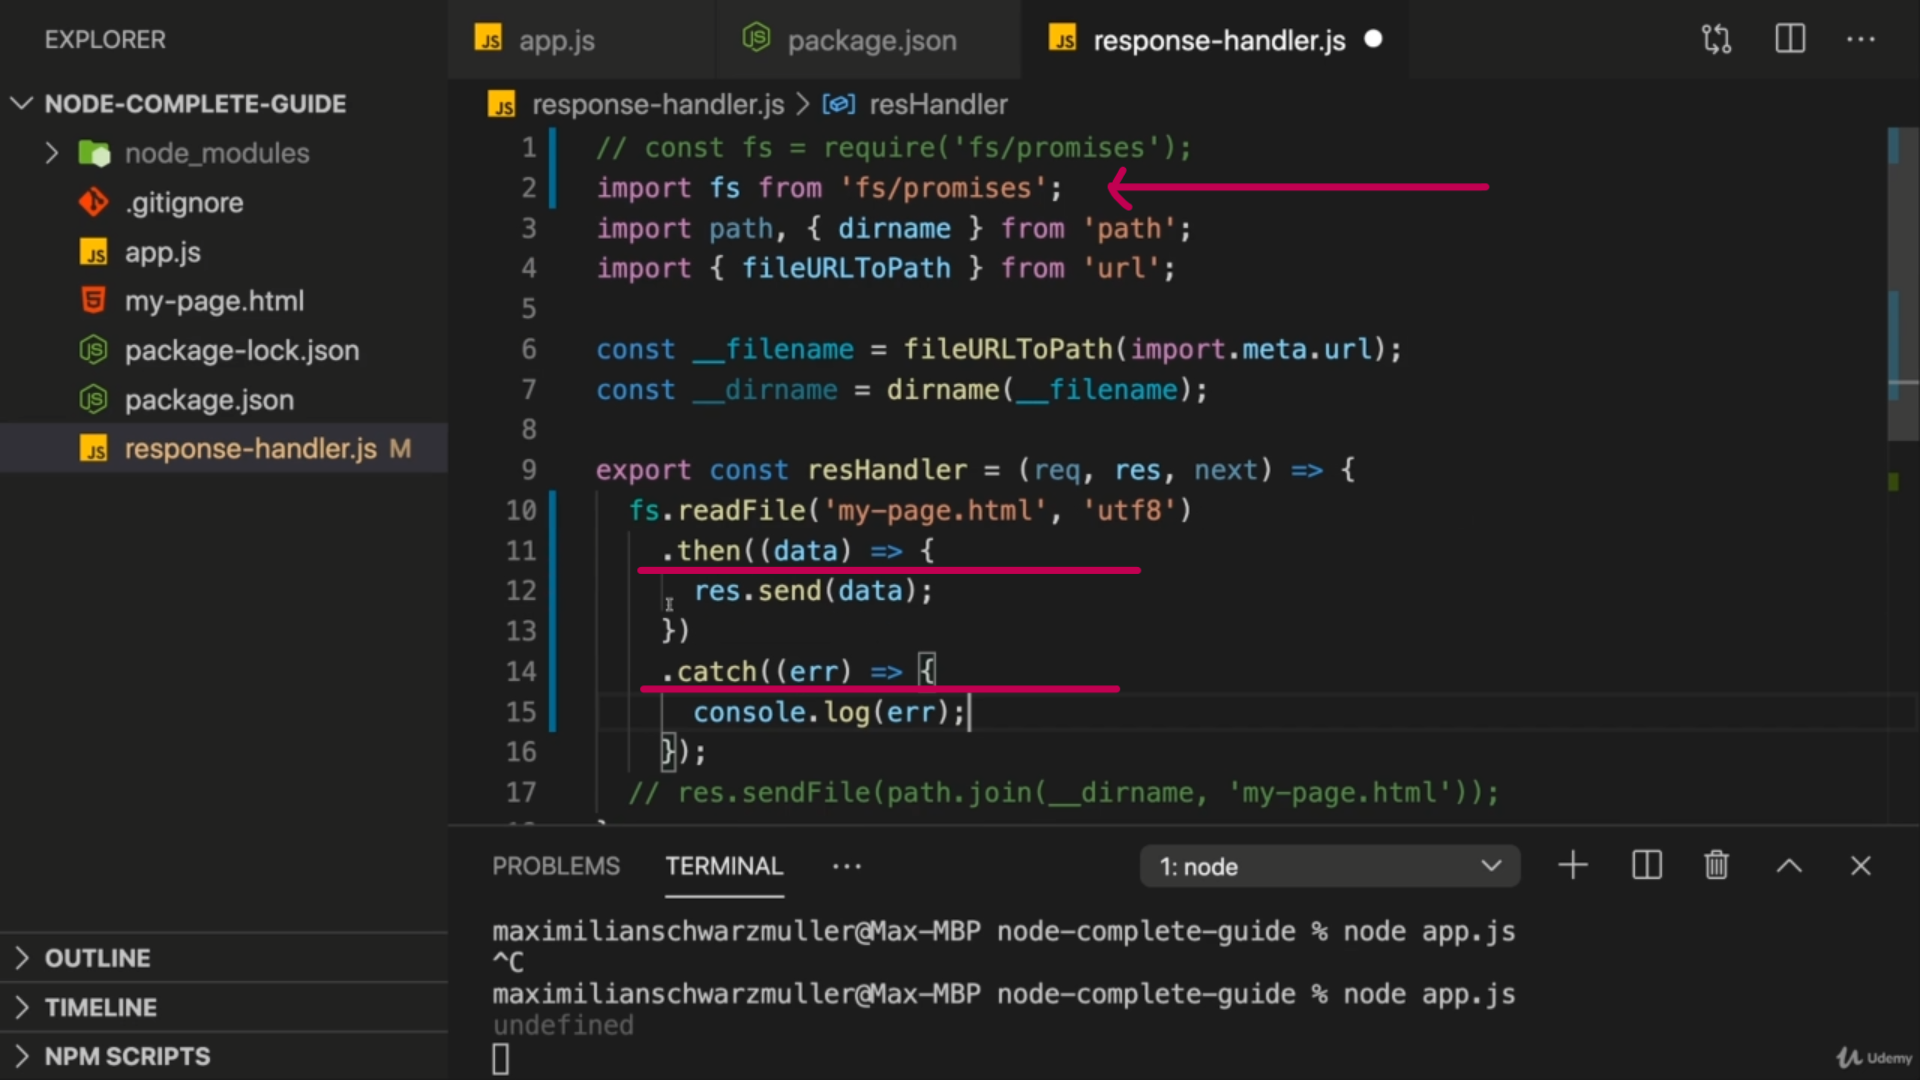 EXPLORER
NODE-COMPLETE-GUIDE
node_modules
.gitignore
app.js
my-page.html
package-lock.json
package.json
response-handler.js M
OUTLINE
TIMELINE
NPM SCRIPTS
app.js package.json response-handler.js
response-handler.js > resHandler
1 // const fs = require('fs/promises');
2 import fs from 'fs/promises';
3 import path, { dirname } from 'path';
4 import { fileURLToPath } from 'url';
5
6 const __filename = fileURLToPath(import.meta.url);
7 const __dirname = dirname(__filename);
8
9 export const resHandler = (req, res, next) => {
10 fs.readFile('my-page.html', 'utf8')
11 .then((data) => {
12 res.send(data);
13 })
14 .catch((err) => {
15 console.log(err);
16 });
17 // res.sendFile(path.join(__dirname, 'my-page.html'));
PROBLEMS TERMINAL ··· 1: node
maximilianschwarzmuller@Max-MBP node-complete-guide % node app.js
^C
maximilianschwarzmuller@Max-MBP node-complete-guide % node app.js
undefined
Udemy